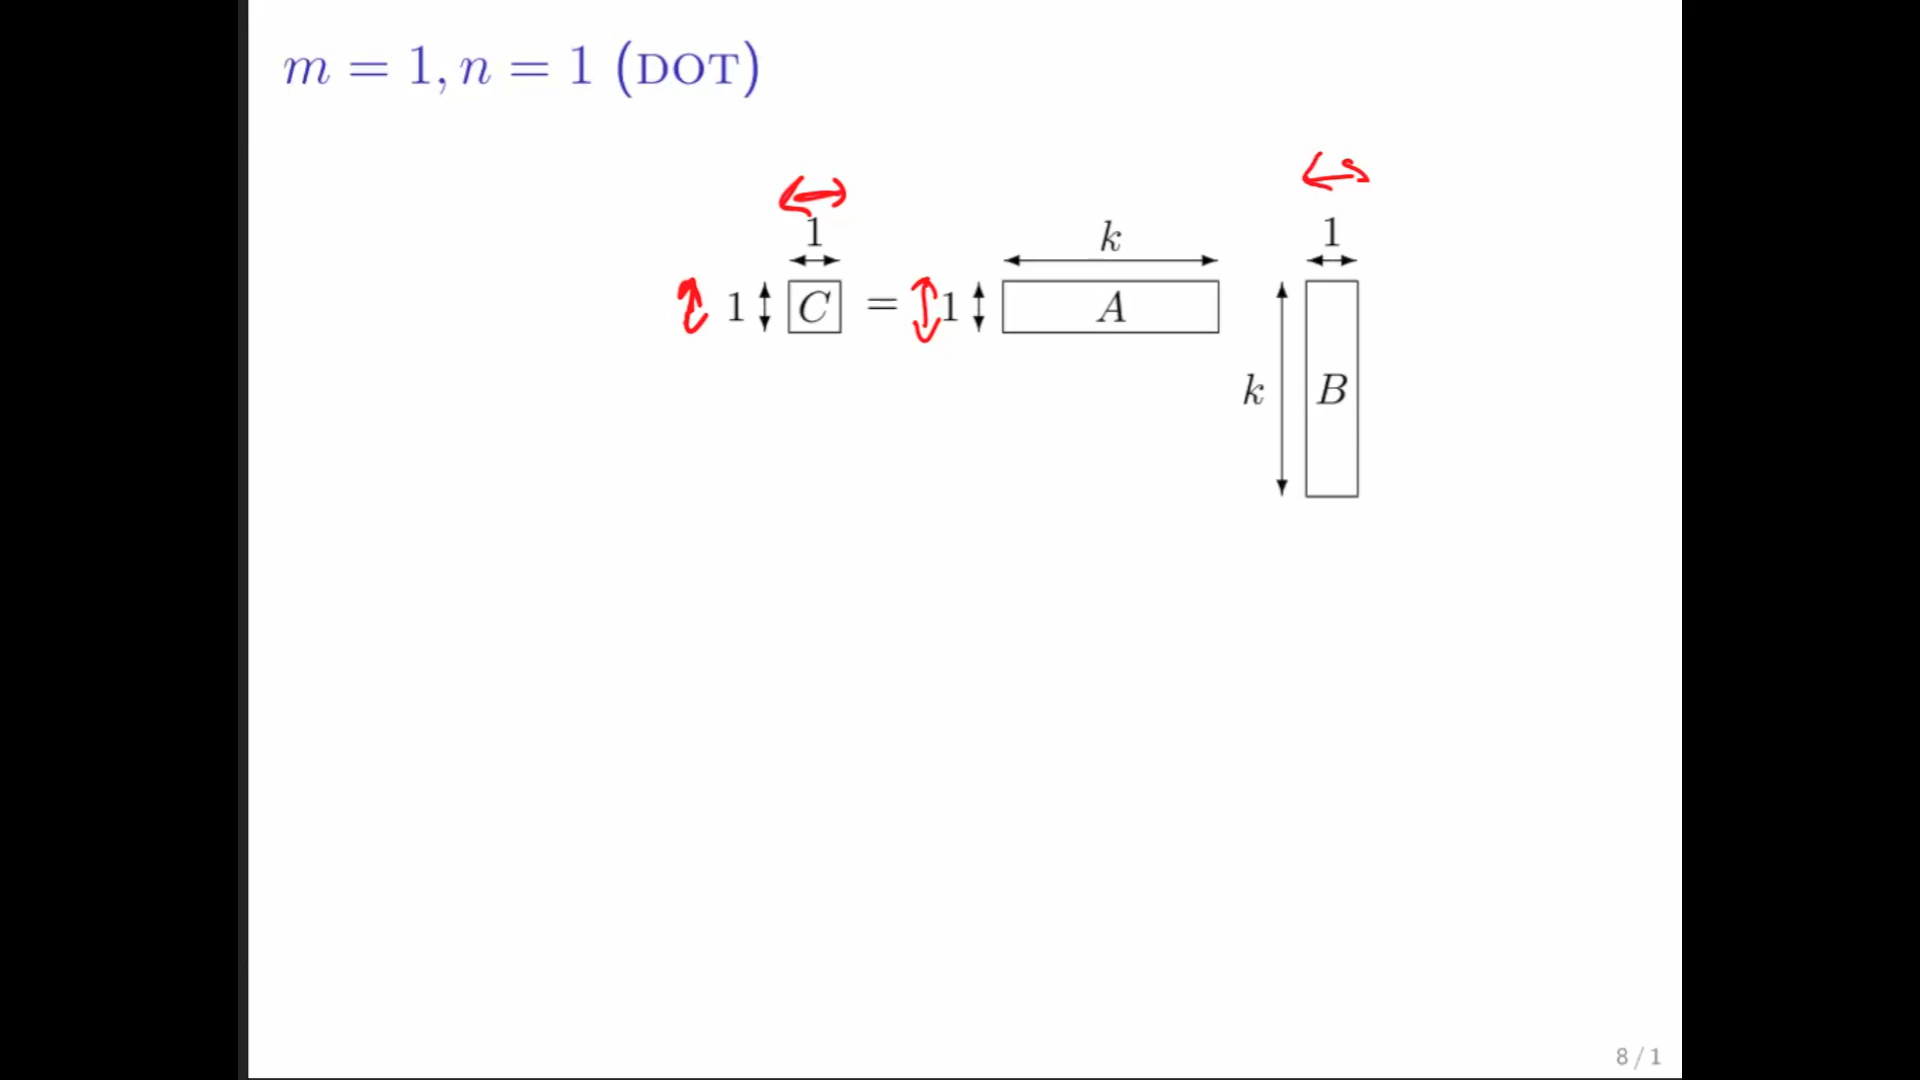 m = 1, n = 1 (DOT)
1 k 1
1 C = 1 A
k B
8 / 1